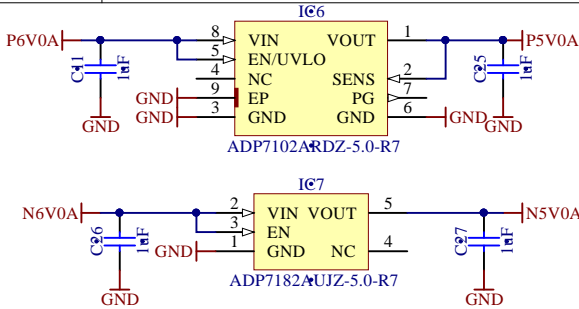 IC6
P6V0A 8 VIN VOUT 1 P5V0A
5 EN/UVLO
C11 1uF 4 NC SENS 2 C25 1uF
GND 9 EP PG 7
GND 3 GND GND 6 GND
GND GND
ADP7102ARDZ-5.0-R7
IC7
N6V0A 2 VIN VOUT 5 N5V0A
3 EN
C26 1uF GND 1 GND NC 4 C27 1uF
ADP7182AUJZ-5.0-R7
GND GND